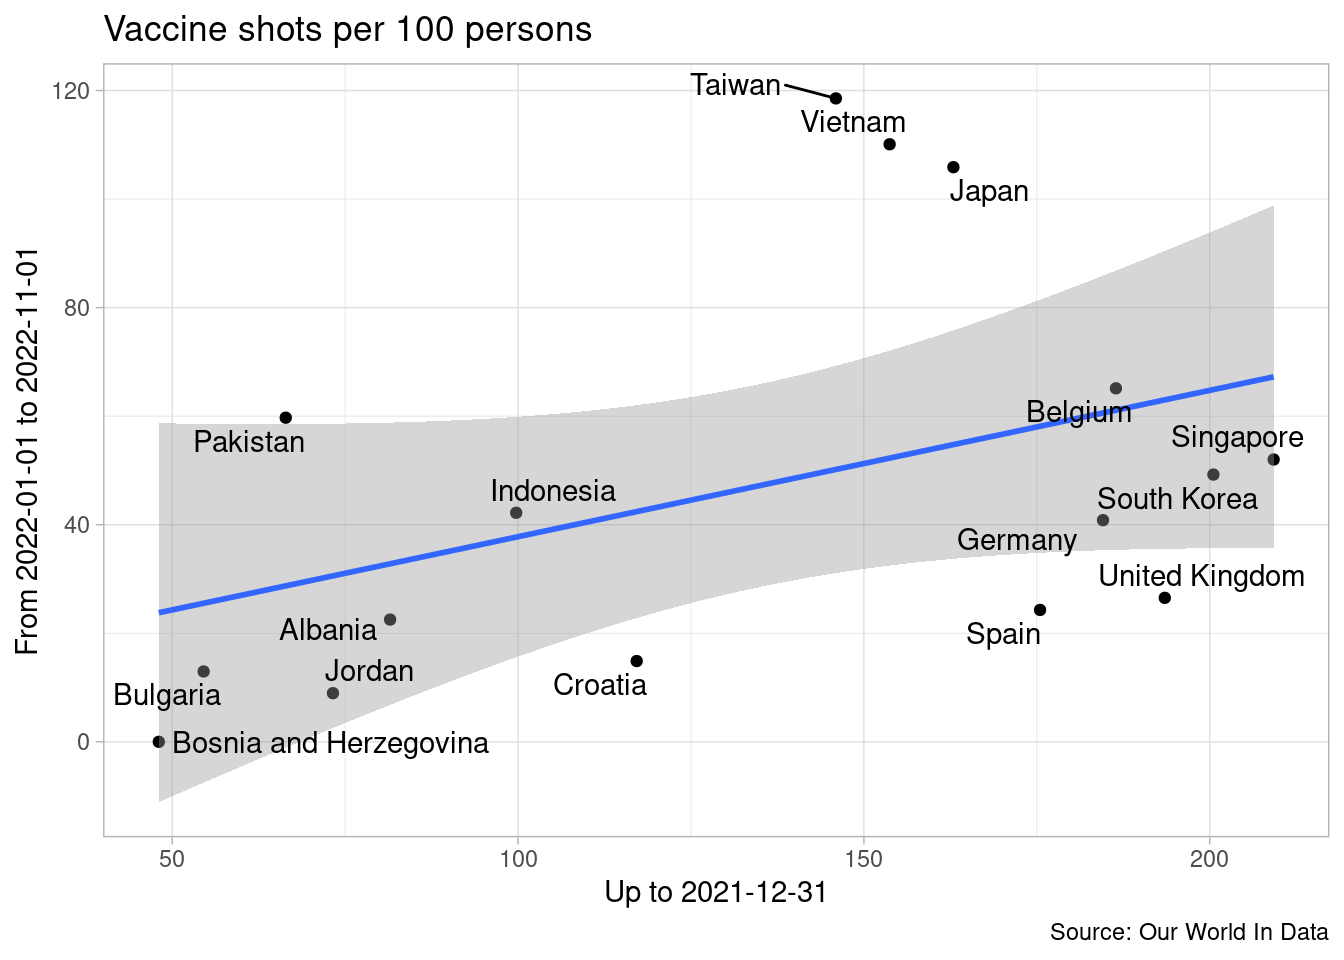 Vaccine shots per 100 persons
120
80
40
0
From 2022-01-01 to 2022-11-01
Taiwan
Vietnam
Japan
Belgium
Pakistan
Singapore
Indonesia
South Korea
Germany
United Kingdom
Albania
Spain
Jordan
Croatia
Bulgaria
Bosnia and Herzegovina
50
100
150
200
Up to 2021-12-31
Source: Our World In Data